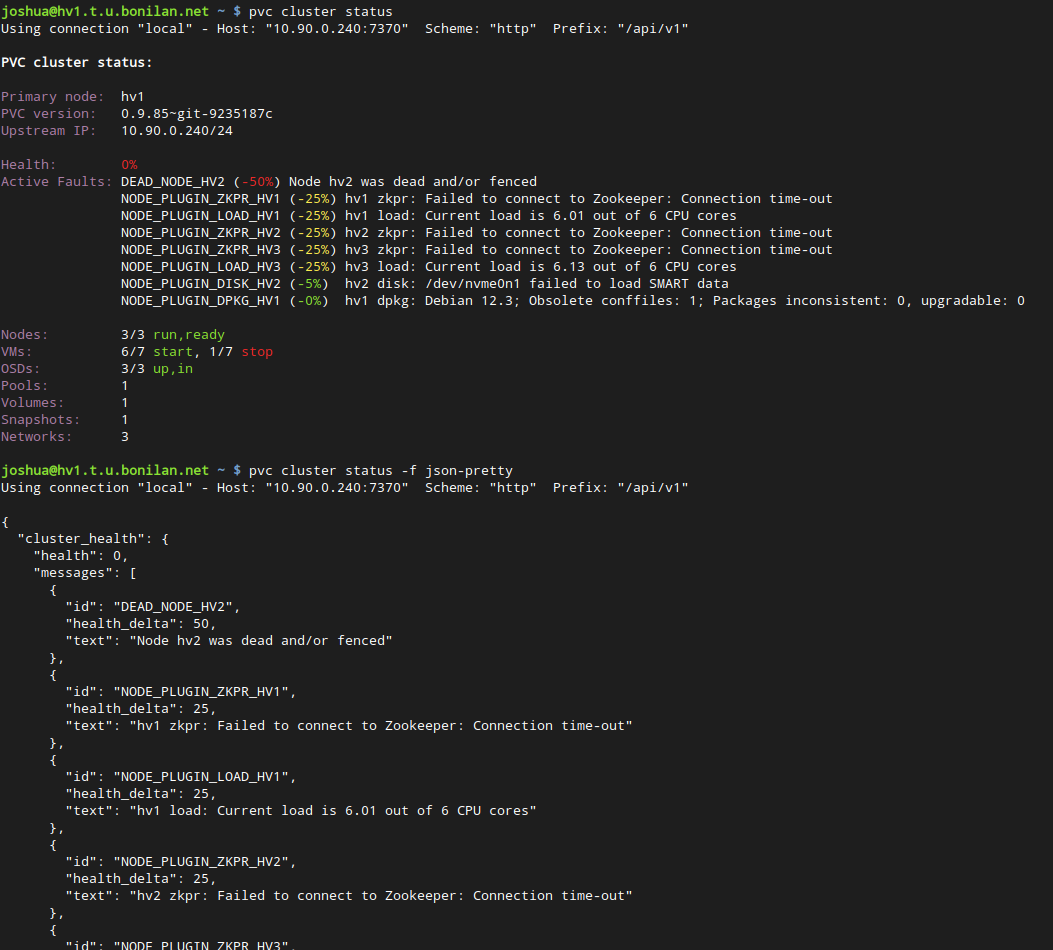 joshua@hv1.t.u.bonilan.net ~ $ pvc cluster status
Using connection "local" - Host: "10.90.0.240:7370"  Scheme: "http"  Prefix: "/api/v1"

PVC cluster status:

Primary node:  hv1
PVC version:   0.9.85~git-9235187c
Upstream IP:   10.90.0.240/24

Health:        0%
Active Faults: DEAD_NODE_HV2 (-50%) Node hv2 was dead and/or fenced
               NODE_PLUGIN_ZKPR_HV1 (-25%) hv1 zkpr: Failed to connect to Zookeeper: Connection time-out
               NODE_PLUGIN_LOAD_HV1 (-25%) hv1 load: Current load is 6.01 out of 6 CPU cores
               NODE_PLUGIN_ZKPR_HV2 (-25%) hv2 zkpr: Failed to connect to Zookeeper: Connection time-out
               NODE_PLUGIN_ZKPR_HV3 (-25%) hv3 zkpr: Failed to connect to Zookeeper: Connection time-out
               NODE_PLUGIN_LOAD_HV3 (-25%) hv3 load: Current load is 6.13 out of 6 CPU cores
               NODE_PLUGIN_DISK_HV2 (-5%)  hv2 disk: /dev/nvme0n1 failed to load SMART data
               NODE_PLUGIN_DPKG_HV1 (-0%)  hv1 dpkg: Debian 12.3; Obsolete conffiles: 1; Packages inconsistent: 0, upgradable: 0

Nodes:         3/3 run,ready
VMs:           6/7 start, 1/7 stop
OSDs:          3/3 up,in
Pools:         1
Volumes:       1
Snapshots:     1
Networks:      3

joshua@hv1.t.u.bonilan.net ~ $ pvc cluster status -f json-pretty
Using connection "local" - Host: "10.90.0.240:7370"  Scheme: "http"  Prefix: "/api/v1"

{
  "cluster_health": {
    "health": 0,
    "messages": [
      {
        "id": "DEAD_NODE_HV2",
        "health_delta": 50,
        "text": "Node hv2 was dead and/or fenced"
      },
      {
        "id": "NODE_PLUGIN_ZKPR_HV1",
        "health_delta": 25,
        "text": "hv1 zkpr: Failed to connect to Zookeeper: Connection time-out"
      },
      {
        "id": "NODE_PLUGIN_LOAD_HV1",
        "health_delta": 25,
        "text": "hv1 load: Current load is 6.01 out of 6 CPU cores"
      },
      {
        "id": "NODE_PLUGIN_ZKPR_HV2",
        "health_delta": 25,
        "text": "hv2 zkpr: Failed to connect to Zookeeper: Connection time-out"
      },
      {
        "id": "NODE_PLUGIN_ZKPR_HV3",